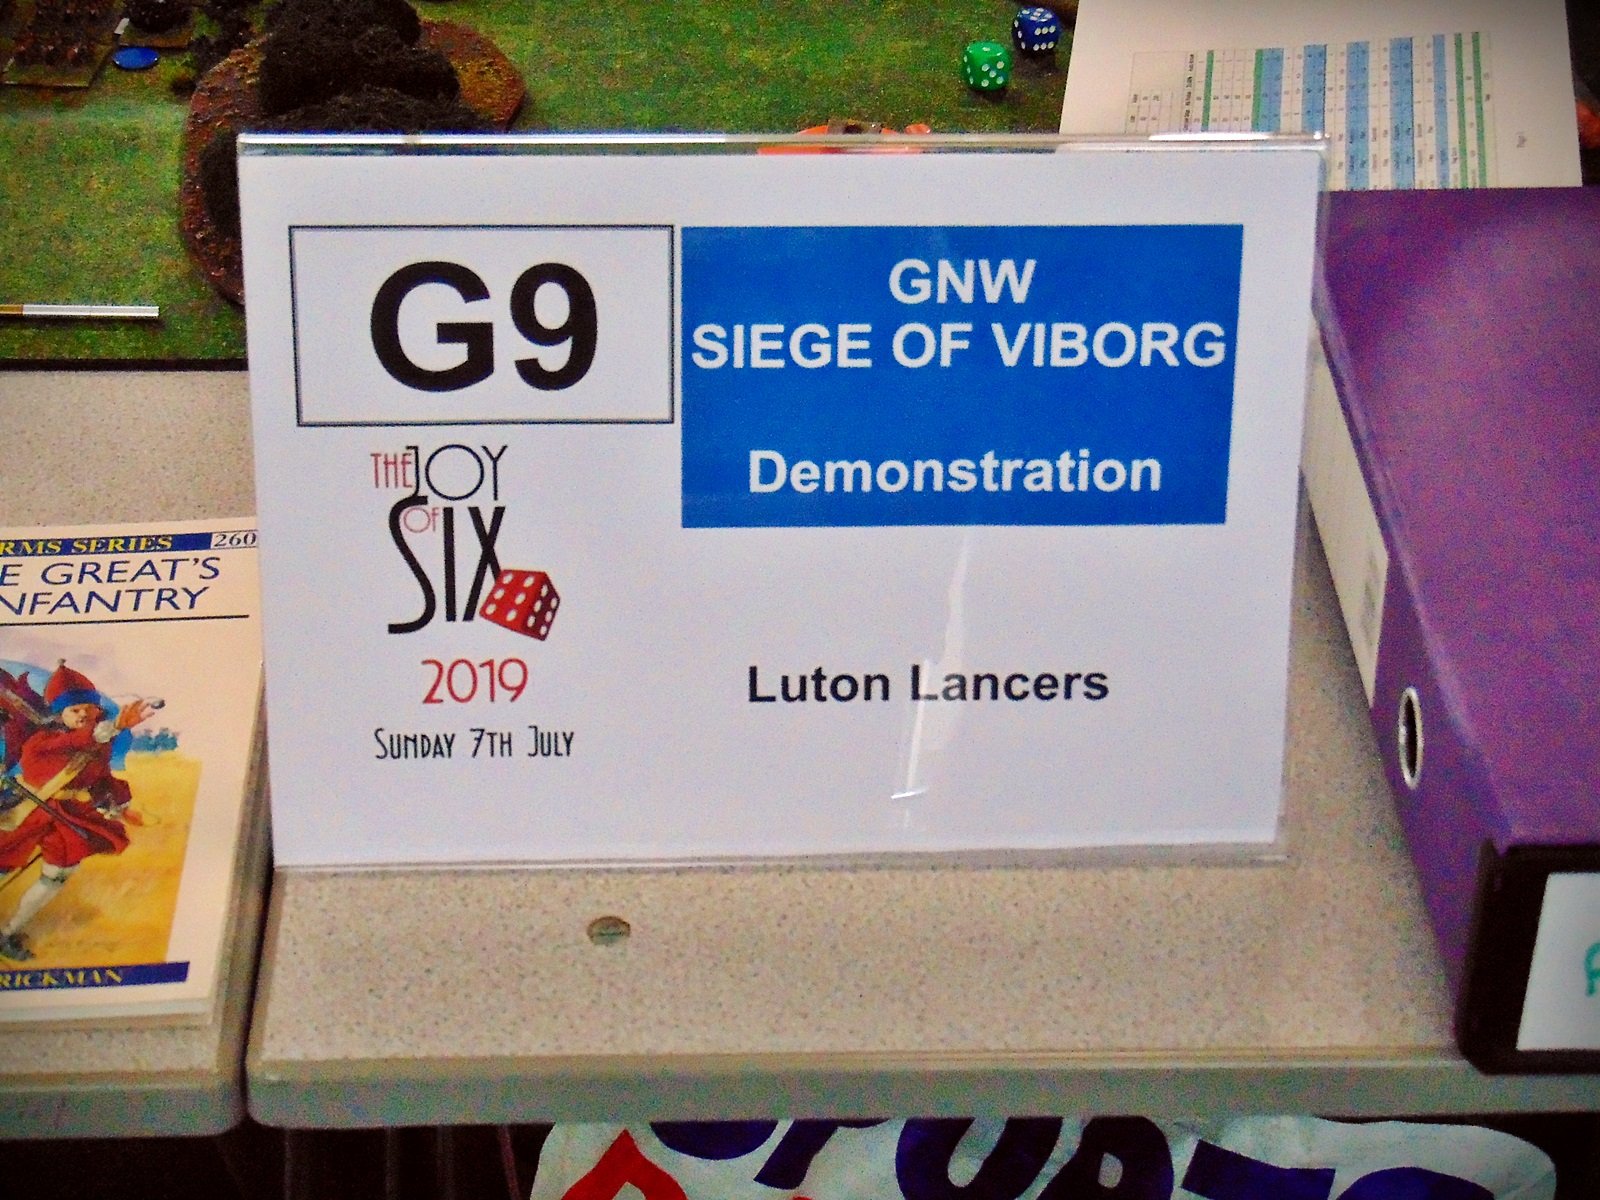 G9
GNW
SIEGE OF VIBORG
Demonstration
THE JOY
OF
SIX
2019
SUNDAY 7TH JULY
Luton Lancers
RMS SERIES 260
E GREAT'S
NFANTRY
RICKMAN
SPORTS